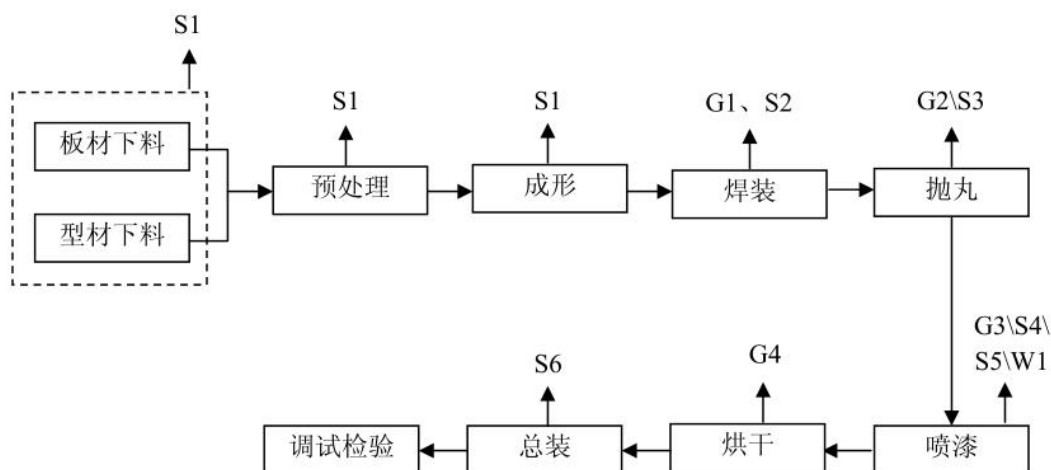 S1
板材下料
型材下料
S1
预处理
S1
成形
G1、S2
焊装
G2\S3
抛丸
G3\S4\
S5\W1
喷漆
G4
烘干
S6
总装
调试检验